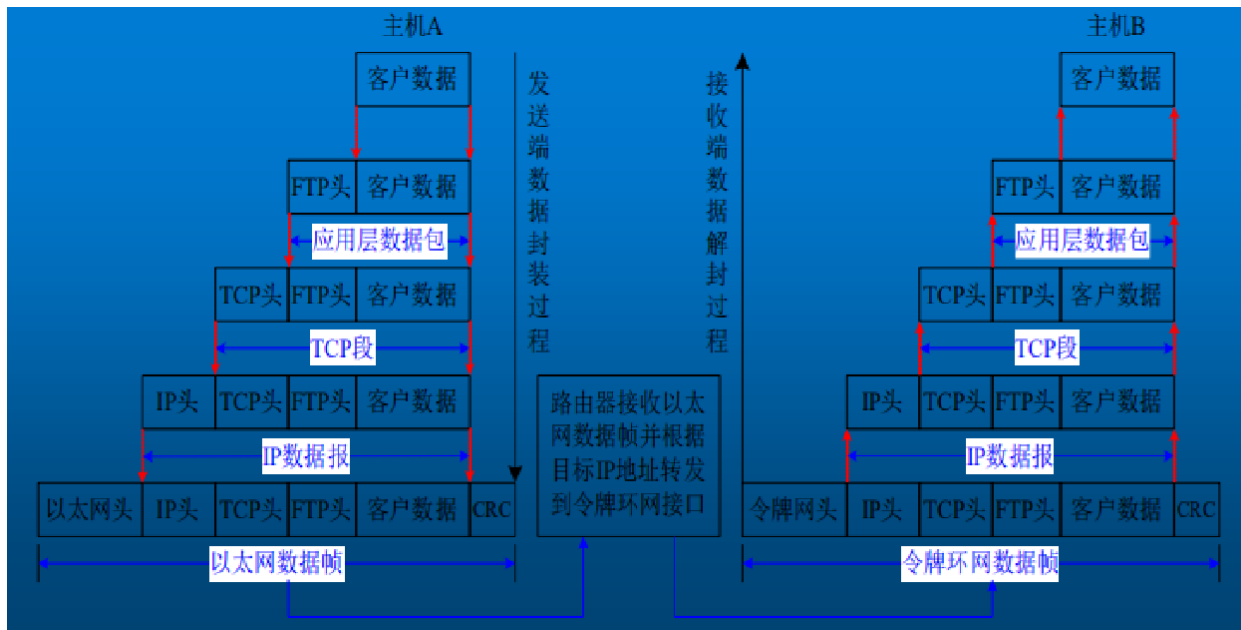 主机A
客户数据
FTP头 客户数据
应用层数据包
TCP头 FTP头 客户数据
TCP段
IP头 TCP头 FTP头 客户数据
IP数据报
以太网头 IP头 TCP头 FTP头 客户数据 CRC
以太网数据帧
发送端数据封装过程
路由器接收以太
网数据帧并根据
目标IP地址转发
到令牌环网接口
接收端数据解封过程
主机B
客户数据
FTP头 客户数据
应用层数据包
TCP头 FTP头 客户数据
TCP段
IP头 TCP头 FTP头 客户数据
IP数据报
令牌网头 IP头 TCP头 FTP头 客户数据 CRC
令牌环网数据帧